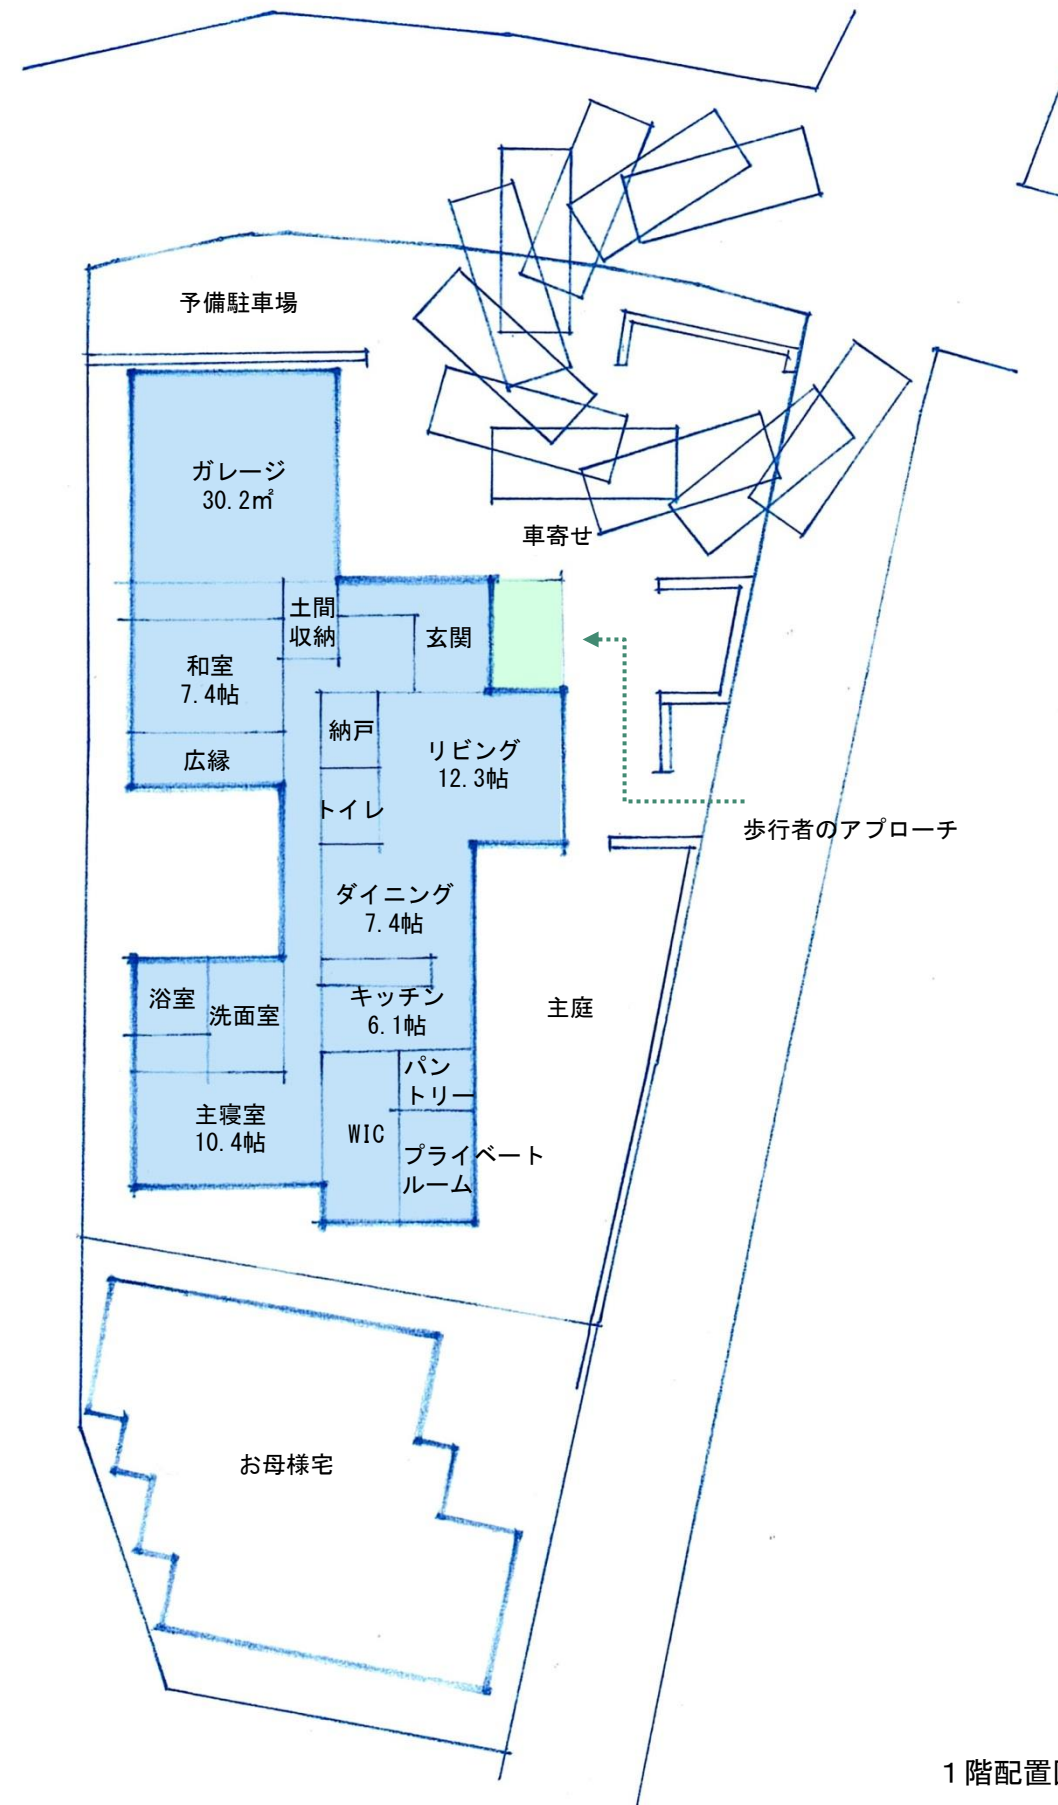 予備駐車場
ガレージ
30.2㎡
車寄せ
土間
収納
玄関
和室
7.4帖
納戸
リビング
12.3帖
広縁
トイレ
歩行者のアプローチ
ダイニング
7.4帖
浴室
洗面室
キッチン
6.1帖
主庭
パン
トリー
主寝室
10.4帖
WIC
プライベート
ルーム
お母様宅
1階配置